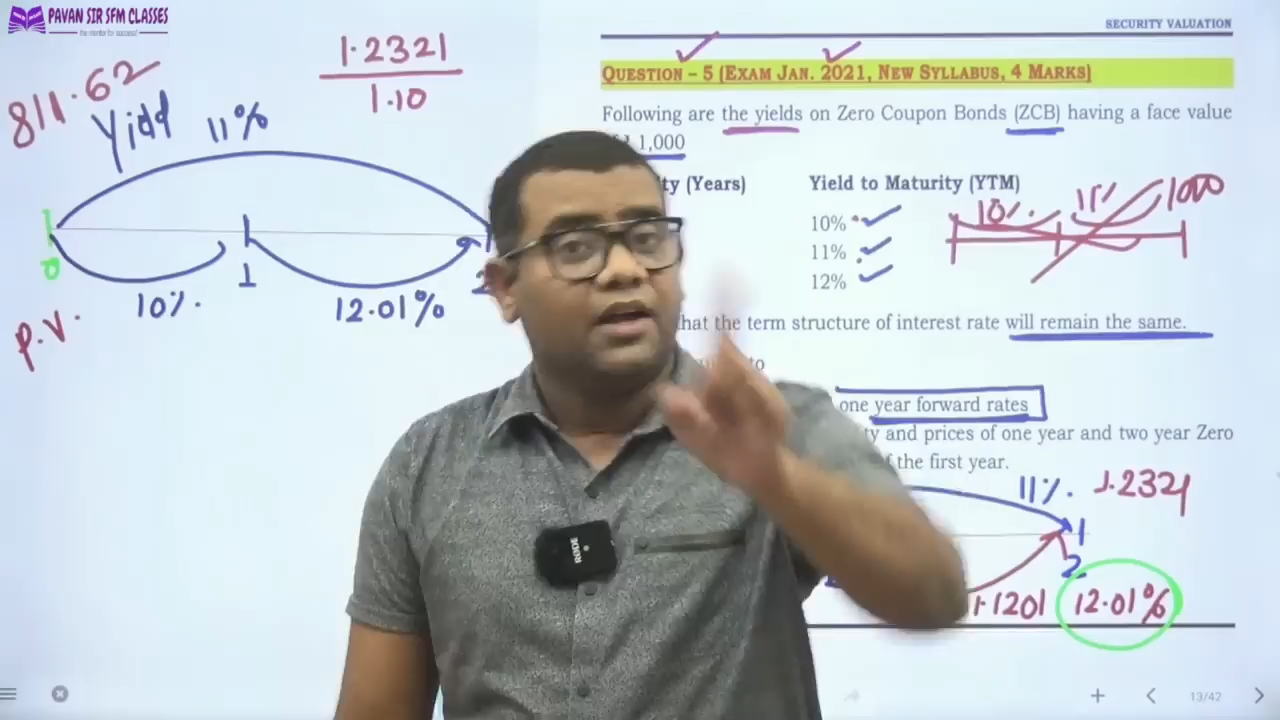 PAVAN SIR SFM CLASSES
the mentor for success!
SECURITY VALUATION
811.62
Yield
11%
1.2321
1.10
0
1
2
10%.
12.01%
P.V.
QUESTION – 5 (EXAM JAN. 2021, NEW SYLLABUS, 4 MARKS)
Following are the yields on Zero Coupon Bonds (ZCB) having a face value
1,000
ty (Years) Yield to Maturity (YTM)
10%
11%
12%
10%. 11% 1000
hat the term structure of interest rate will remain the same.
to
one year forward rates
ty and prices of one year and two year Zero
the first year.
11%. 1.2321
1
2
1.1201 12.01%
RODE
13/42